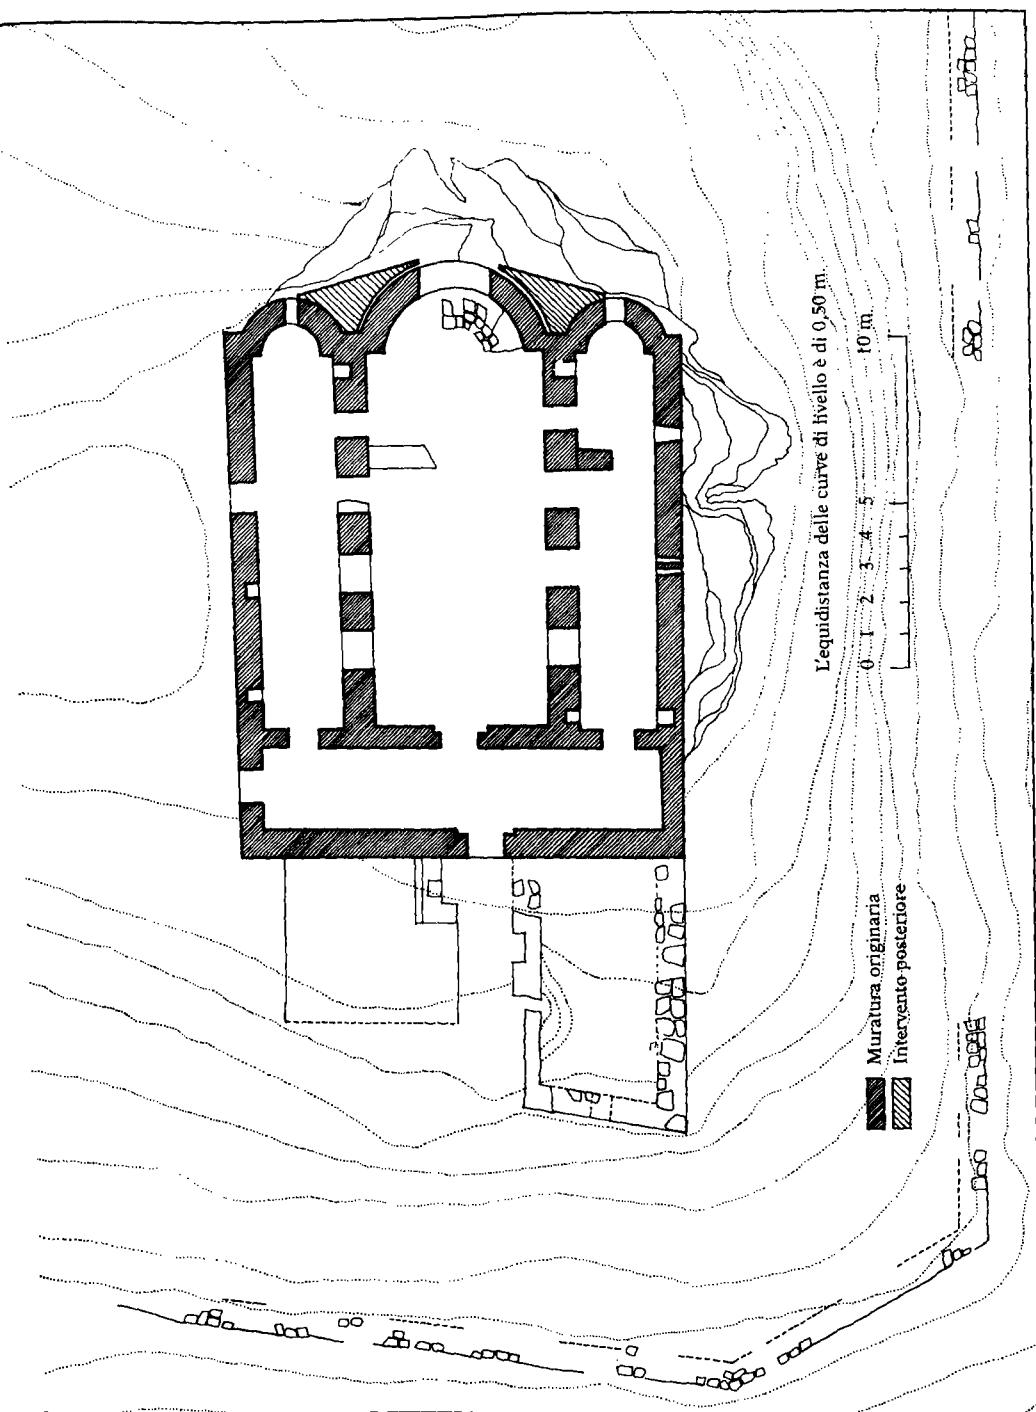 L'equidistanza delle curve di livello è di 0,50 m.
0 1 2 3 4 5 10 m.
Muratura originaria
Intervento posteriore